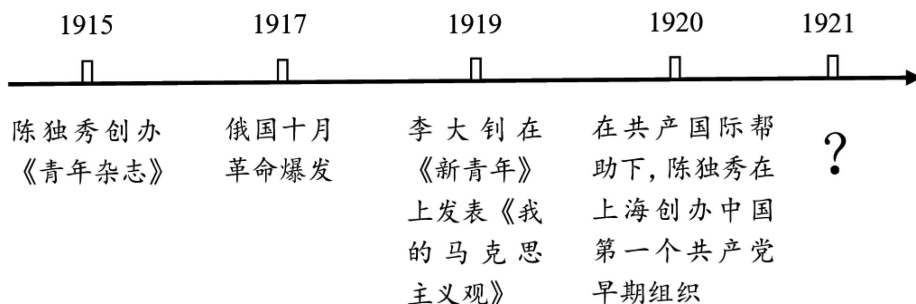 1915
1917
1919
1920
1921
陈独秀创办
《青年杂志》
俄国十月
革命爆发
李大钊在
《新青年》
上发表《我
的马克思
主义观》
在共产国际帮
助下，陈独秀在
上海创办中国
第一个共产党
早期组织
?